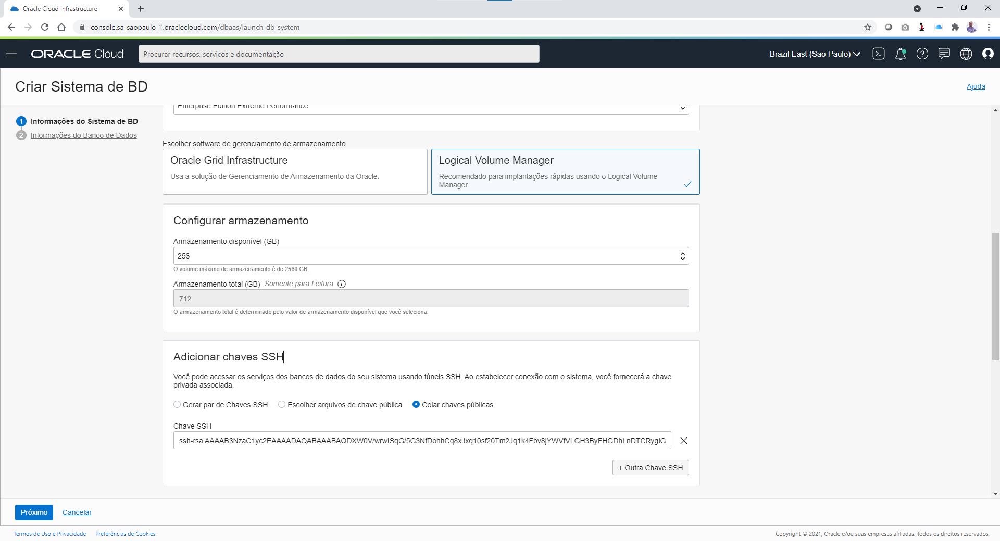 Oracle Cloud Infrastructure
console.sa-saopaulo-1.oraclecloud.com/dbaas/launch-db-system
ORACLE Cloud
Procurar recursos, serviços e documentação
Brazil East (Sao Paulo)
Criar Sistema de BD
Ajuda
1 Informações do Sistema de BD
2 Informações do Banco de Dados
Enterprise Edition Extreme Performance
Escolher software de gerenciamento de armazenamento
Oracle Grid Infrastructure
Usa a solução de Gerenciamento de Armazenamento da Oracle.
Logical Volume Manager
Recomendado para implantações rápidas usando o Logical Volume
Manager.
Configurar armazenamento
Armazenamento disponível (GB)
256
O volume máximo de armazenamento é de 2560 GB.
Armazenamento total (GB) Somente para Leitura
712
O armazenamento total é determinado pelo valor de armazenamento disponível que você seleciona.
Adicionar chaves SSH
Você pode acessar os serviços dos bancos de dados do seu sistema usando túneis SSH. Ao estabelecer conexão com o sistema, você fornecerá a chave
privada associada.
Gerar par de Chaves SSH Escolher arquivos de chave pública Colar chaves públicas
Chave SSH
ssh-rsa AAAAB3NzaC1yc2EAAAADAQABAAABAQDXW0V/wrwISqG/5G3NfDohhCq8xJxq10sf20Tm2Jq1k4Fbv8jYWVfVLGH3ByFHGDhLnDTCRyglG
+ Outra Chave SSH
Próximo Cancelar
Termos de Uso e Privacidade Preferências de Cookies
Copyright © 2021, Oracle e/ou suas empresas afiliadas. Todos os direitos reservados.